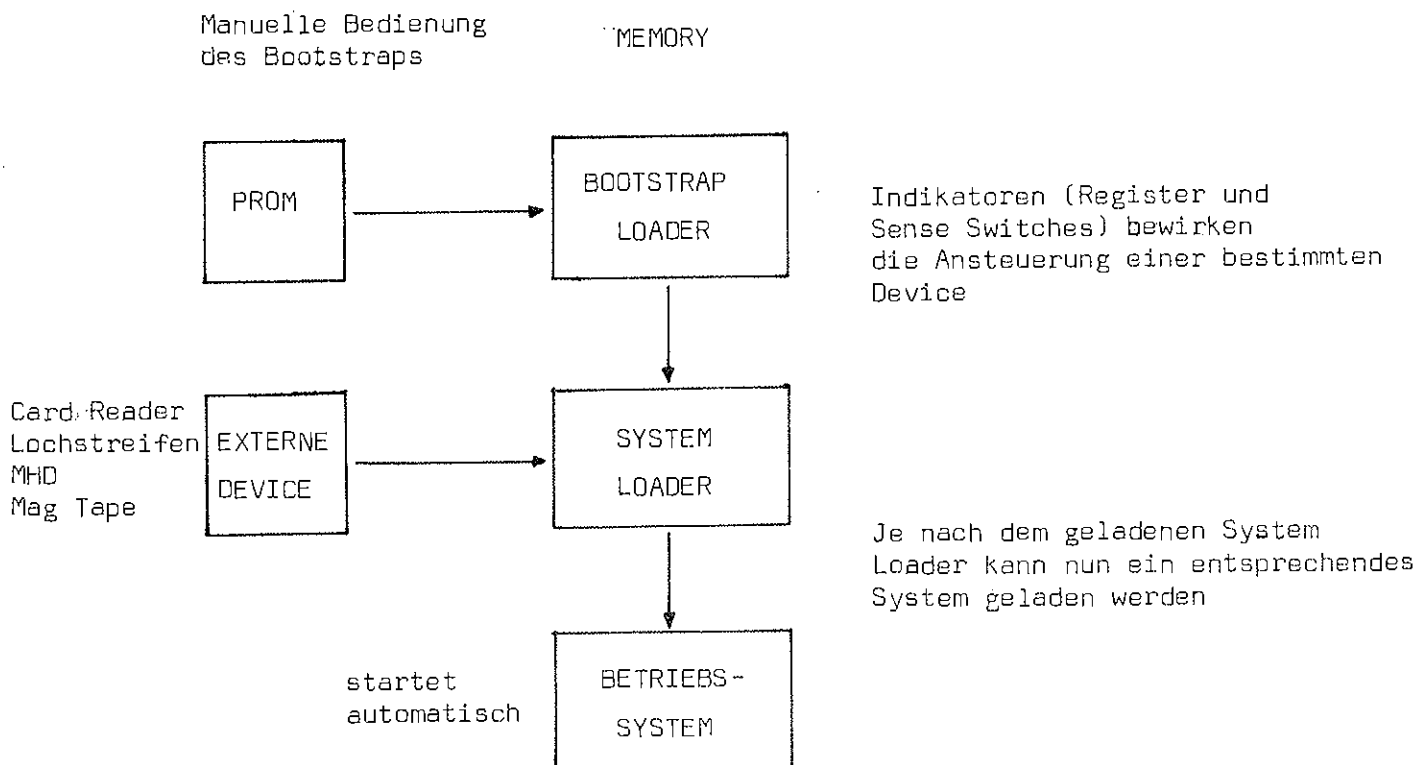 Manuelle Bedienung
des Bootstraps
MEMORY
PROM
BOOTSTRAP
LOADER
Indikatoren (Register und
Sense Switches) bewirken
die Ansteuerung einer bestimmten
Device
Card Reader
Lochstreifen
MHD
Mag Tape
EXTERNE
DEVICE
SYSTEM
LOADER
Je nach dem geladenen System
Loader kann nun ein entsprechendes
System geladen werden
startet
automatisch
BETRIEBS-
SYSTEM